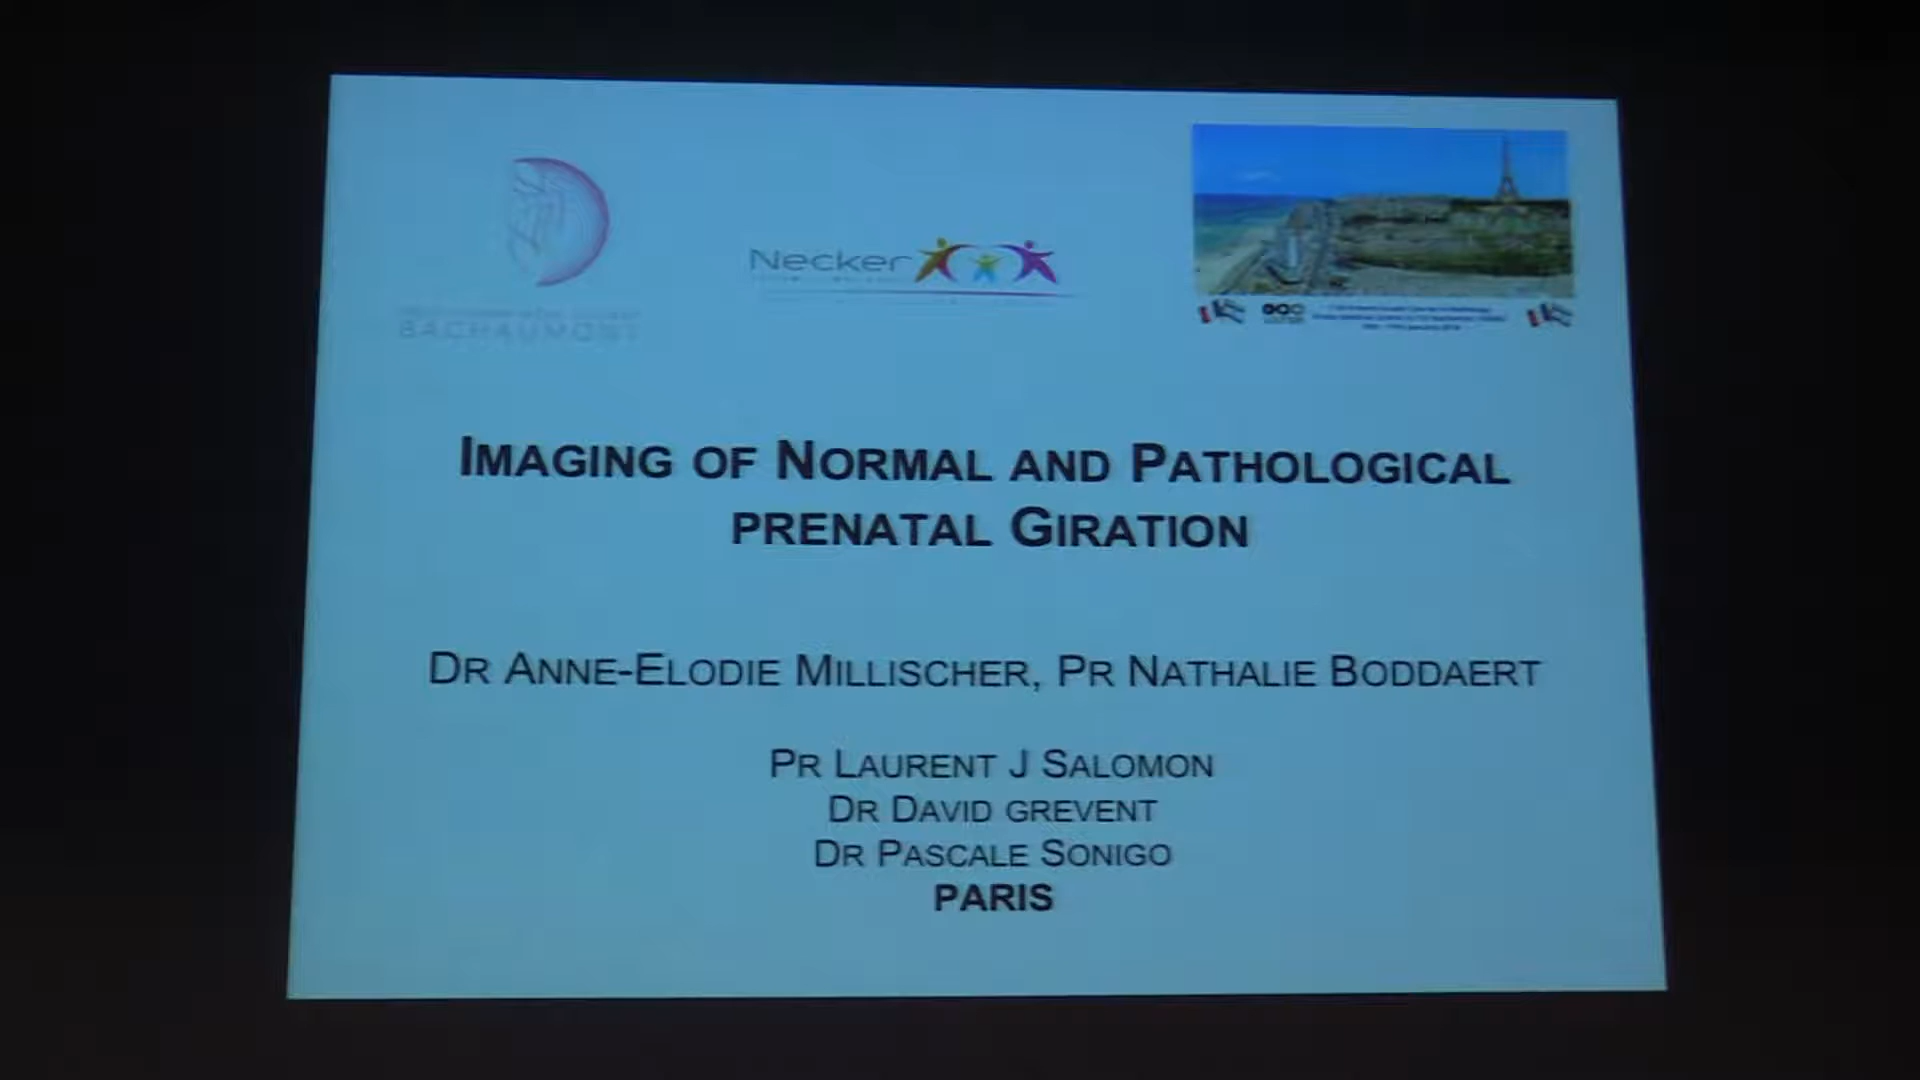 BACHAUMONT
Necker
IMAGING OF NORMAL AND PATHOLOGICAL
PRENATAL GIRATION
DR ANNE-ELODIE MILLISCHER, PR NATHALIE BODDAERT
PR LAURENT J SALOMON
DR DAVID GREVENT
DR PASCALE SONIGO
PARIS